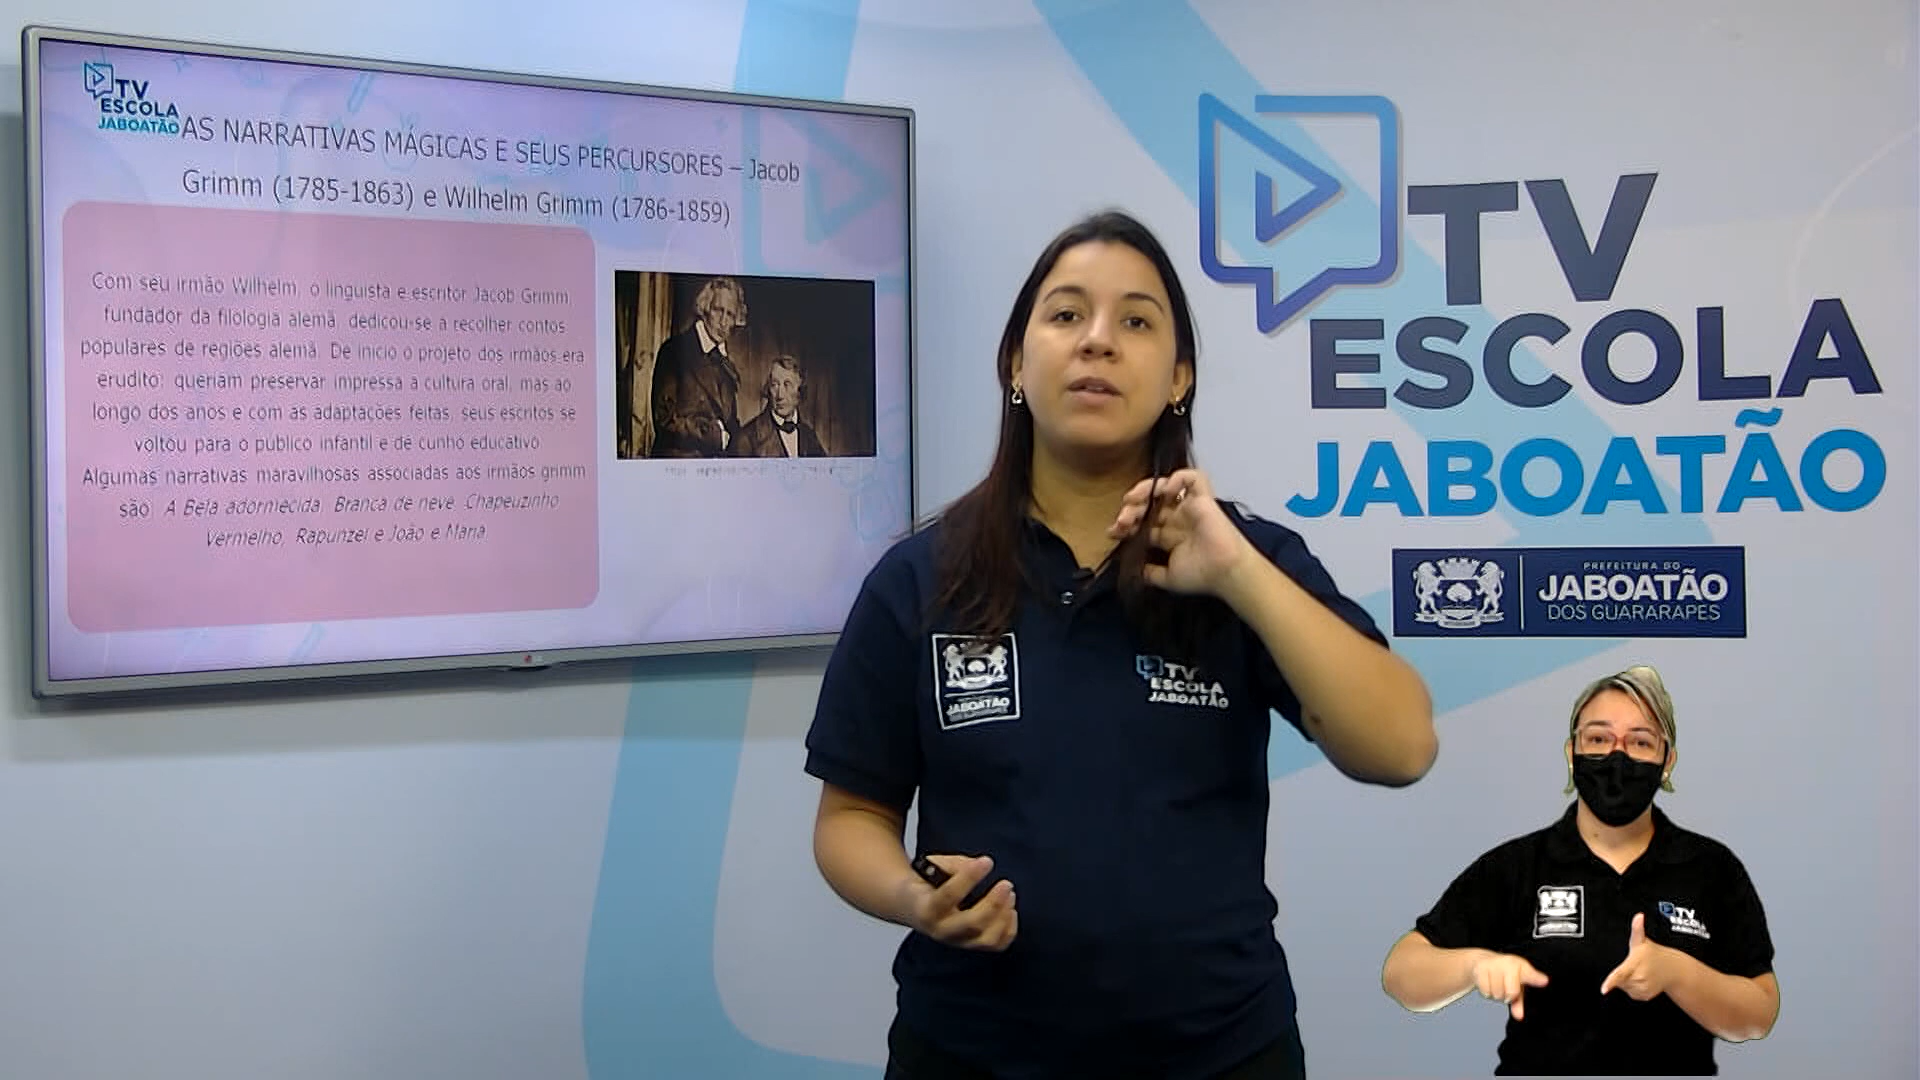 TV
ESCOLA
JABOATÃO
AS NARRATIVAS MÁGICAS E SEUS PERCURSORES – Jacob
Grimm (1785-1863) e Wilhelm Grimm (1786-1859)
Com seu irmão Wilhelm, o linguista e escritor Jacob Grimm,
fundador da filologia alemã, dedicou-se a recolher contos
populares de regiões alemã. De início o projeto dos irmãos era
erudito: queriam preservar impressa a cultura oral, mas ao
longo dos anos e com as adaptações feitas, seus escritos se
voltou para o público infantil e de cunho educativo
Algumas narrativas maravilhosas associadas aos irmãos grimm
são A Bela adormecida, Branca de neve, Chapeuzinho
Vermelho, Rapunzel e João e Maria.
LG
TV
ESCOLA
JABOATÃO
PREFEITURA DO
JABOATÃO
DOS GUARARAPES
JABOATÃO
DOS GUARARAPES
TV
ESCOLA
JABOATÃO
TV
ESCOLA
JABOATÃO